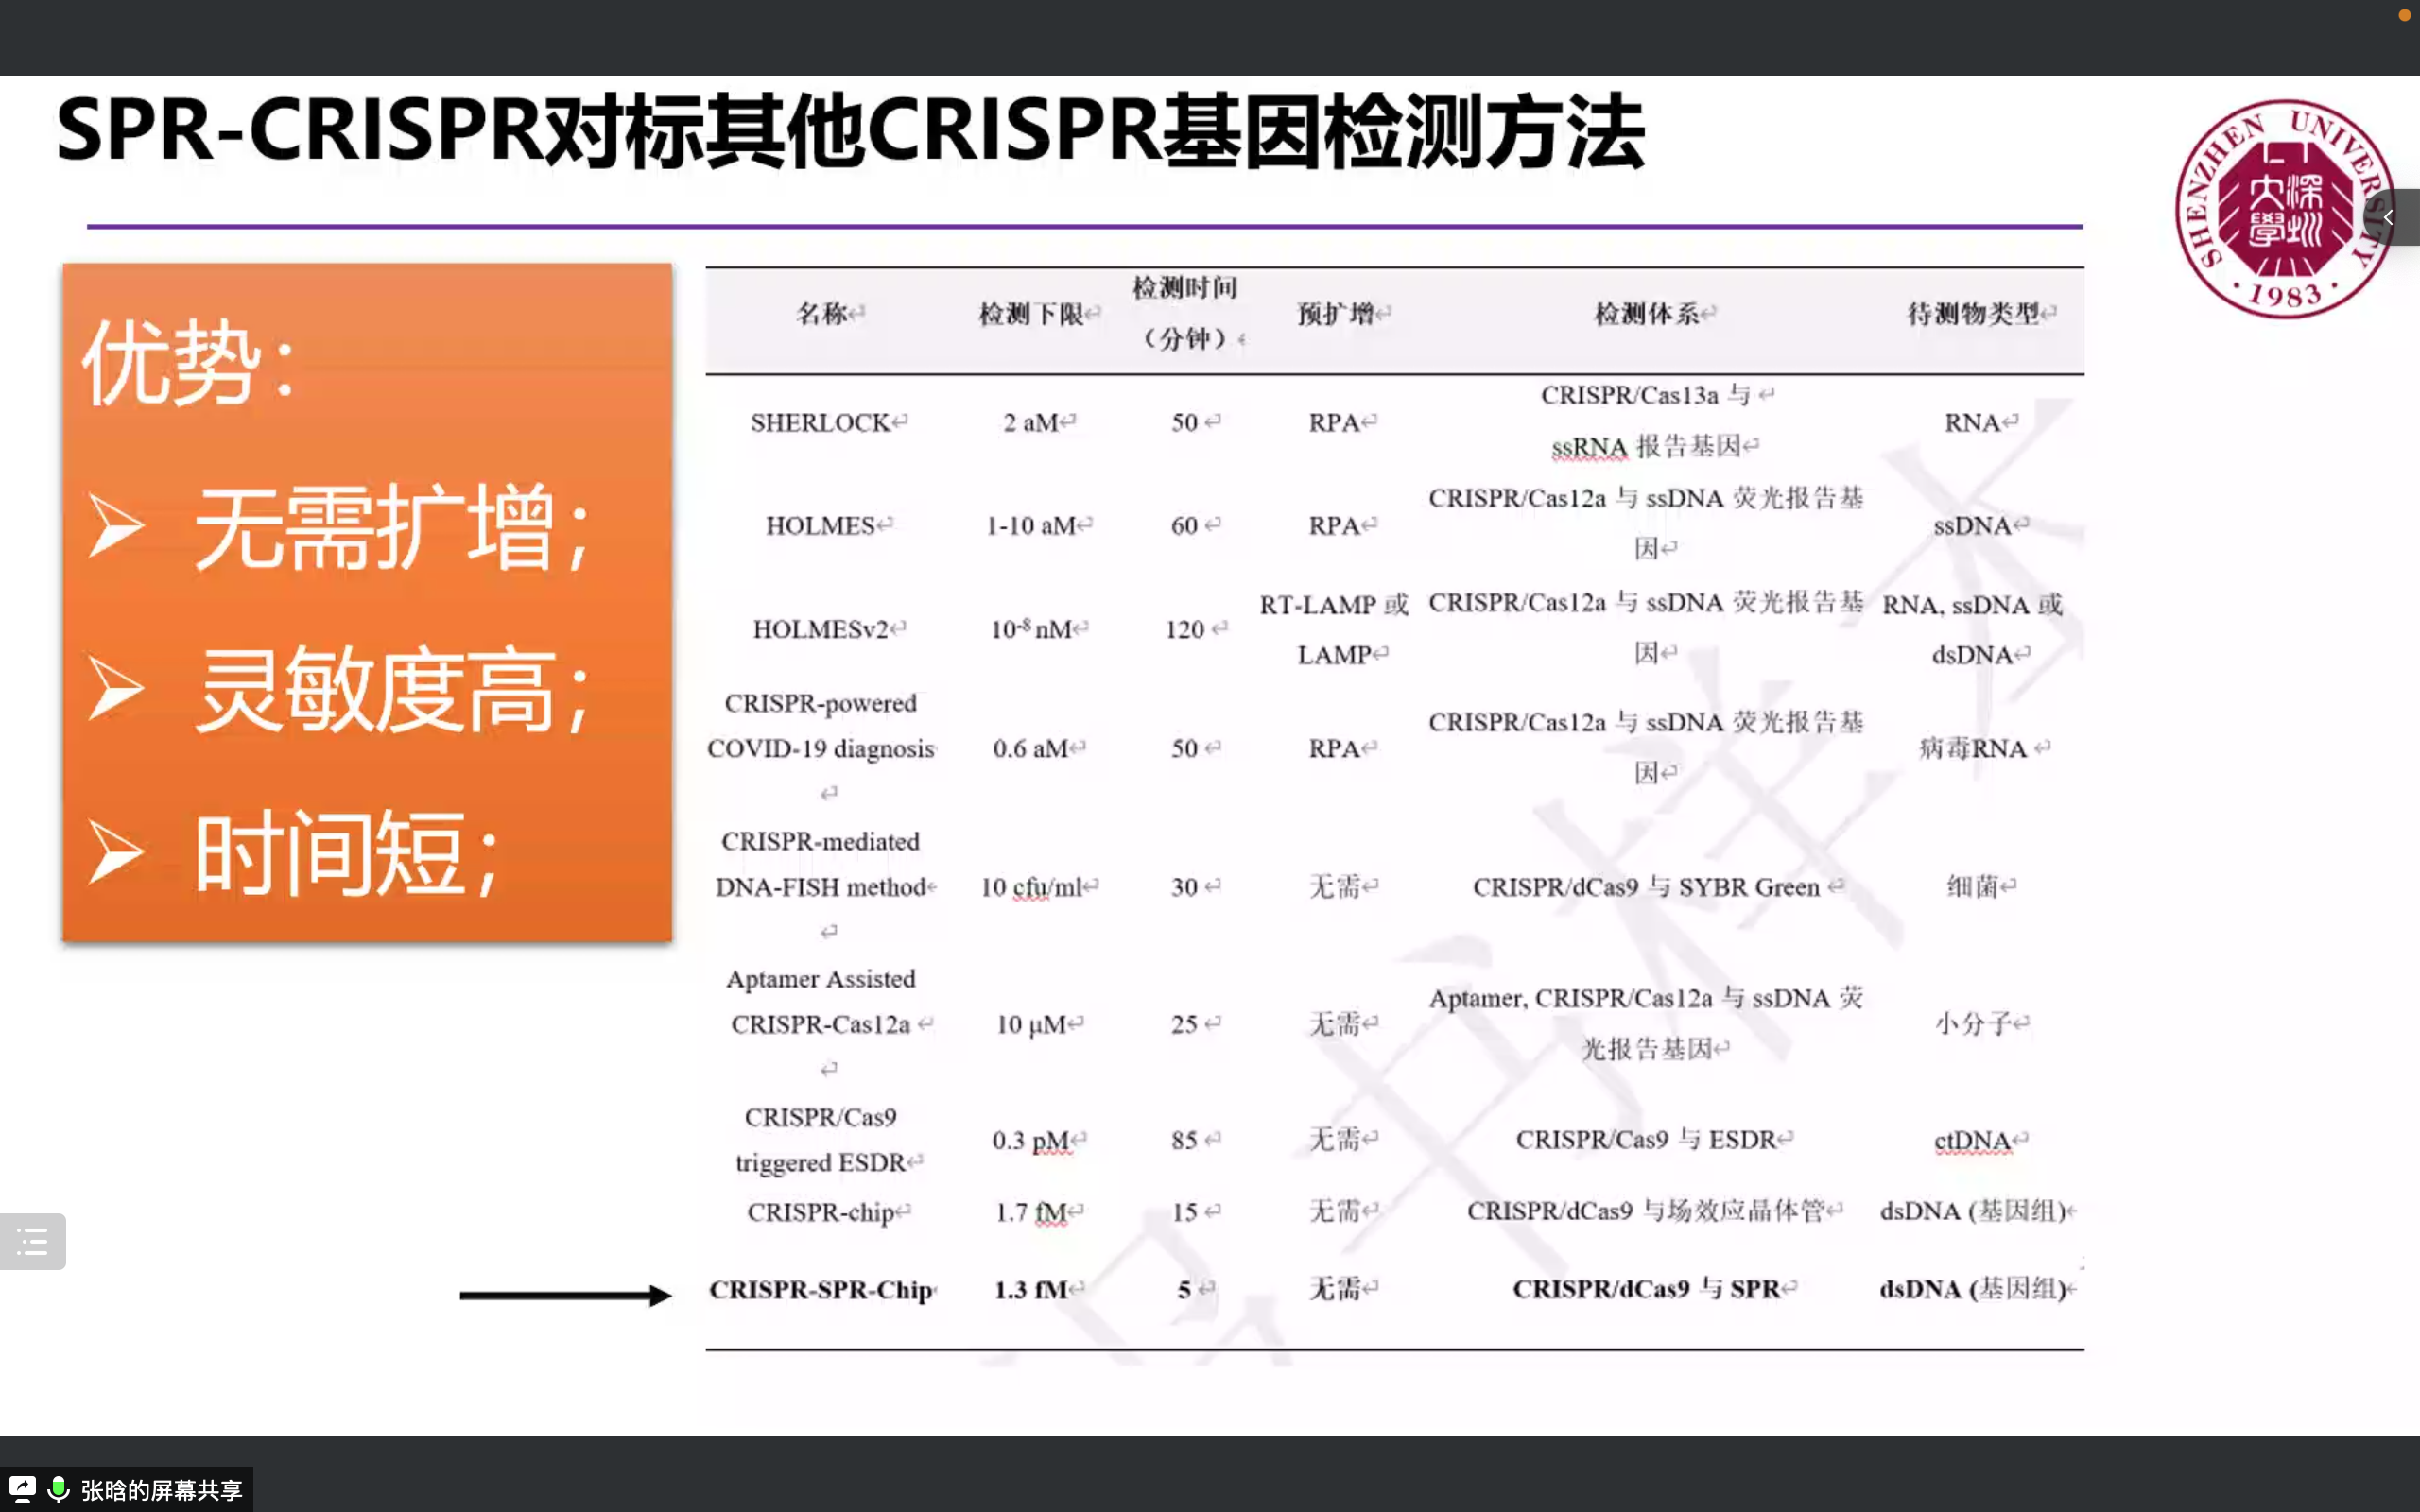 SPR-CRISPR对标其他CRISPR基因检测方法
SHENZHEN UNIVERSITY
深圳大學
1983
优势：
无需扩增；
灵敏度高；
时间短；
名称 检测下限 检测时间（分钟） 预扩增 检测体系 待测物类型
SHERLOCK 2 aM 50 RPA CRISPR/Cas13a 与 ssRNA 报告基因 RNA
HOLMES 1-10 aM 60 RPA CRISPR/Cas12a 与 ssDNA 荧光报告基因 ssDNA
HOLMESv2 10⁻⁸ nM 120 RT-LAMP 或 LAMP CRISPR/Cas12a 与 ssDNA 荧光报告基因 RNA, ssDNA 或 dsDNA
CRISPR-powered COVID-19 diagnosis 0.6 aM 50 RPA CRISPR/Cas12a 与 ssDNA 荧光报告基因 病毒RNA
CRISPR-mediated DNA-FISH method 10 cfu/ml 30 无需 CRISPR/dCas9 与 SYBR Green 细菌
Aptamer Assisted CRISPR-Cas12a 10 μM 25 无需 Aptamer, CRISPR/Cas12a 与 ssDNA 荧光报告基因 小分子
CRISPR/Cas9 triggered ESDR 0.3 pM 85 无需 CRISPR/Cas9 与 ESDR ctDNA
CRISPR-chip 1.7 fM 15 无需 CRISPR/dCas9 与场效应晶体管 dsDNA (基因组)
CRISPR-SPR-Chip 1.3 fM 5 无需 CRISPR/dCas9 与 SPR dsDNA (基因组)
张晗的屏幕共享